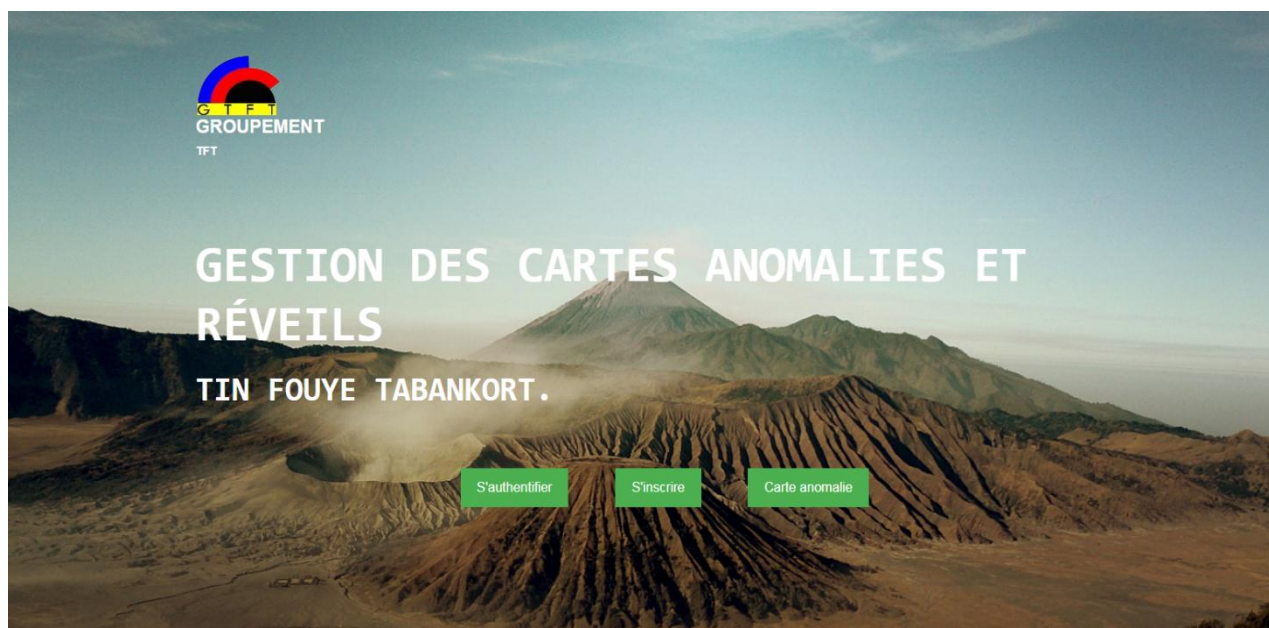 G T F T
GROUPEMENT
TFT
GESTION DES CARTES ANOMALIES ET
RÉVEILS
TIN FOUYE TABANKORT.
S'authentifier
S'inscrire
Carte anomalie